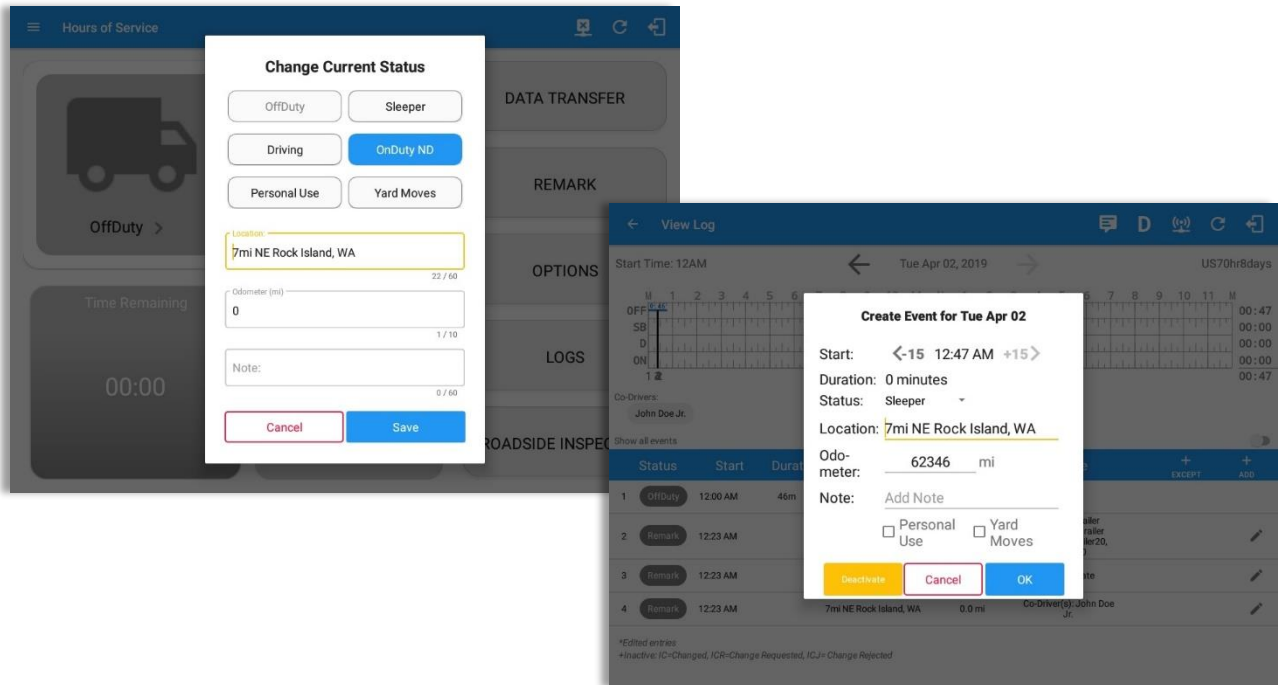 Hours of Service
Change Current Status
OffDuty
Sleeper
Driving
OnDuty ND
Personal Use
Yard Moves
Location:
7mi NE Rock Island, WA
22 / 60
Odometer (mi)
0
1 / 10
Note:
0 / 60
Cancel
Save
OffDuty >
Time Remaining
00:00
DATA TRANSFER
REMARK
OPTIONS
LOGS
ROADSIDE INSPE
View Log
D
Start Time: 12AM
Tue Apr 02, 2019
US70hr8days
M 1 2 3 4 5 6
7 8 9 10 11 M
OFF
00:47
SB
00:00
D
00:00
ON
00:00
00:47
Co-Drivers:
John Doe Jr.
Show all events
Status Start Durat
+ EXCEPT
+ ADD
1 OffDuty 12:00 AM 46m
2 Remark 12:23 AM
3 Remark 12:23 AM
4 Remark 12:23 AM 7mi NE Rock Island, WA 0.0 mi Co-Driver(s): John Doe
Jr.
*Edited entries
+Inactive: IC=Changed, ICR=Change Requested, ICJ= Change Rejected
Create Event for Tue Apr 02
Start: <-15 12:47 AM +15>
Duration: 0 minutes
Status: Sleeper
Location: 7mi NE Rock Island, WA
Odo-
meter: 62346 mi
Note: Add Note
Personal
Use
Yard
Moves
Deactivate
Cancel
OK